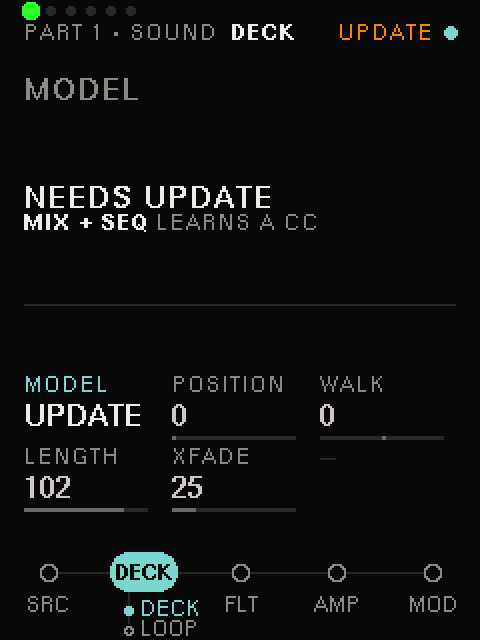 PART 1 · SOUND DECK UPDATE
MODEL
NEEDS UPDATE
MIX + SEQ LEARNS A CC
MODEL POSITION WALK
UPDATE 0 0
LENGTH XFADE —
102 25
DECK
SRC FLT AMP MOD
DECK
LOOP